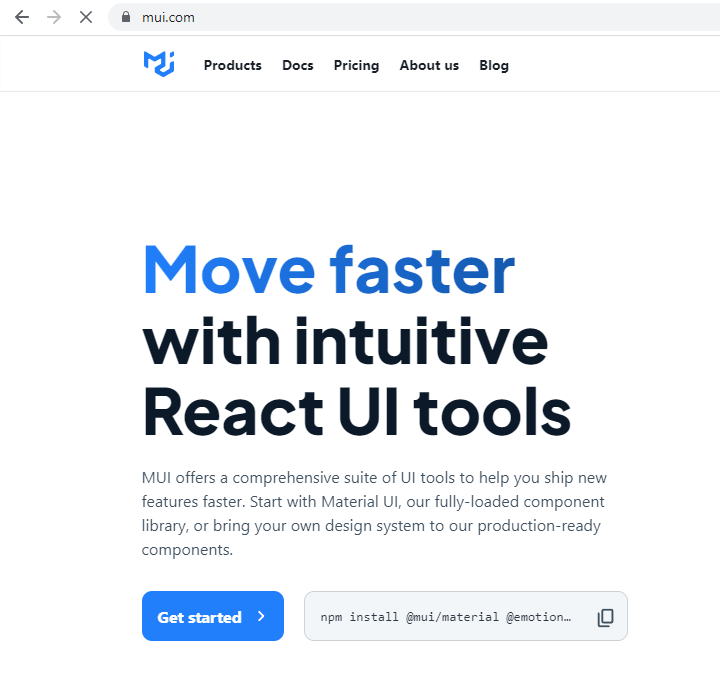 mui.com
Products Docs Pricing About us Blog
Move faster
with intuitive
React UI tools
MUI offers a comprehensive suite of UI tools to help you ship new
features faster. Start with Material UI, our fully-loaded component
library, or bring your own design system to our production-ready
components.
Get started
npm install @mui/material @emotion…